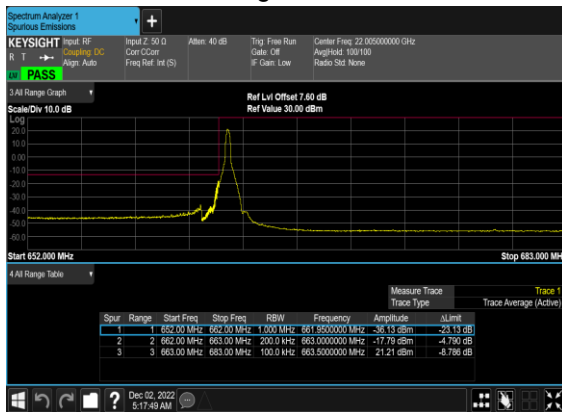 Spectrum Analyzer 1
Spurious Emissions
+
KEYSIGHT Input: RF Input Z: 50 Ω Atten: 40 dB Trig: Free Run Center Freq: 22.005000000 GHz
R T Coupling: DC Corr CCorr Gate: Off Avg|Hold: 100/100
Align: Auto Freq Ref: Int (S) IF Gain: Low Radio Std: None
PASS
3 All Range Graph
Ref Lvl Offset 7.60 dB
Scale/Div 10.0 dB Ref Value 30.00 dBm
Log
20.0
10.0
0.00
-10.0
-20.0
-30.0
-40.0
-50.0
-60.0
Start 652.000 MHz Stop 683.000 MH
4 All Range Table
Measure Trace Trace 1
Trace Type Trace Average (Active)
Spur Range Start Freq Stop Freq RBW Frequency Amplitude ΔLimit
1 1 652.00 MHz 662.00 MHz 1.000 MHz 661.9500000 MHz -36.13 dBm -23.13 dB
2 2 662.00 MHz 663.00 MHz 200.0 kHz 663.0000000 MHz -17.79 dBm -4.790 dB
3 3 663.00 MHz 683.00 MHz 100.0 kHz 663.5000000 MHz 21.21 dBm -8.786 dB
? Dec 02, 2022
5:17:49 AM